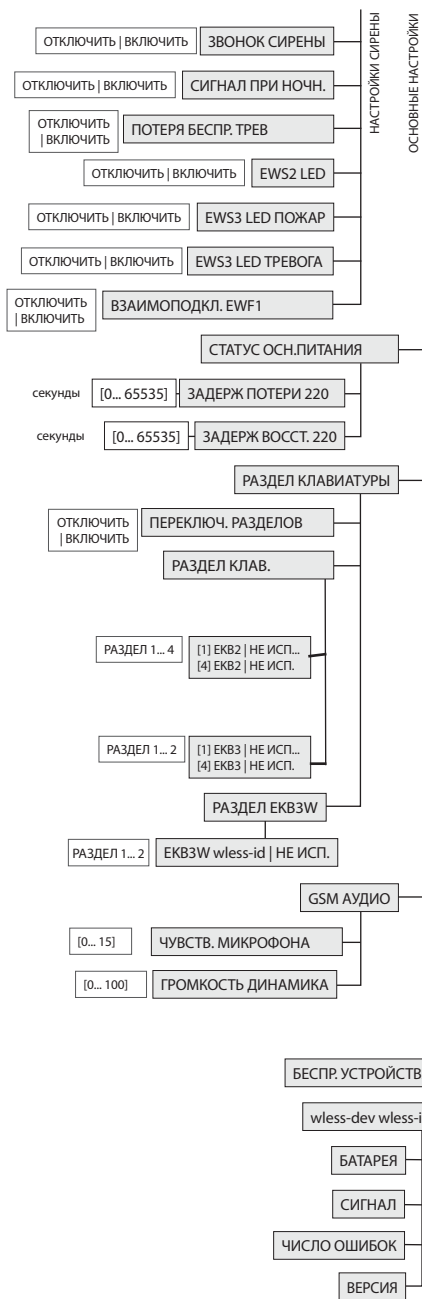 ОСНОВНЫЕ НАСТРОЙКИ
НАСТРОЙКИ СИРЕНЫ
ОТКЛЮЧИТЬ | ВКЛЮЧИТЬ ЗВОНОК СИРЕНЫ
ОТКЛЮЧИТЬ | ВКЛЮЧИТЬ СИГНАЛ ПРИ НОЧН.
ОТКЛЮЧИТЬ
| ВКЛЮЧИТЬ
ПОТЕРЯ БЕСПР. ТРЕВ
ОТКЛЮЧИТЬ | ВКЛЮЧИТЬ EWS2 LED
ОТКЛЮЧИТЬ | ВКЛЮЧИТЬ EWS3 LED ПОЖАР
ОТКЛЮЧИТЬ | ВКЛЮЧИТЬ EWS3 LED ТРЕВОГА
ОТКЛЮЧИТЬ
| ВКЛЮЧИТЬ
ВЗАИМОПОДКЛ. EWF1
СТАТУС ОСН.ПИТАНИЯ
секунды [0... 65535] ЗАДЕРЖ ПОТЕРИ 220
секунды [0... 65535] ЗАДЕРЖ ВОССТ. 220
РАЗДЕЛ КЛАВИАТУРЫ
ОТКЛЮЧИТЬ
| ВКЛЮЧИТЬ
ПЕРЕКЛЮЧ. РАЗДЕЛОВ
РАЗДЕЛ КЛАВ.
РАЗДЕЛ 1... 4
[1] EKB2 | НЕ ИСП...
[4] EKB2 | НЕ ИСП.
РАЗДЕЛ 1... 2
[1] EKB3 | НЕ ИСП...
[4] EKB3 | НЕ ИСП.
РАЗДЕЛ EKB3W
РАЗДЕЛ 1... 2 EKB3W wless-id | НЕ ИСП.
GSM АУДИО
[0... 15] ЧУВСТВ. МИКРОФОНА
[0... 100] ГРОМКОСТЬ ДИНАМИКА
БЕСПР. УСТРОЙСТВ
wless-dev wless-i
БАТАРЕЯ
СИГНАЛ
ЧИСЛО ОШИБОК
ВЕРСИЯ